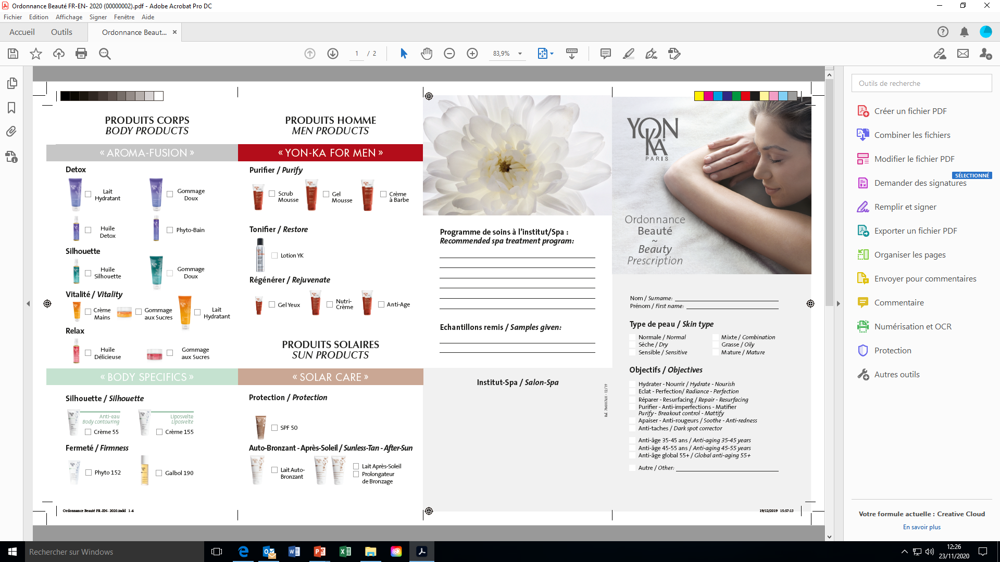 Ordonnance Beauté FR-EN- 2020 (00000002).pdf - Adobe Acrobat Pro DC
Fichier Edition Affichage Signer Fenêtre Aide
Accueil Outils Ordonnance Beaut... ×
1 / 2 83,9%
PRODUITS CORPS
BODY PRODUCTS
« AROMA-FUSION »
Detox
Lait
Hydratant
Gommage
Doux
Huile
Detox
Phyto-Bain
Silhouette
Huile
Silhouette
Gommage
Doux
Vitalité / Vitality
Crème
Mains
Gommage
aux Sucres
Lait
Hydratant
Relax
Huile
Délicieuse
Gommage
aux Sucres
« BODY SPECIFICS »
Silhouette / Silhouette
Anti-eau
Body contouring
Crème 55
Liposvelte
Liposvelte
Crème 155
Fermeté / Firmness
Phyto 152
Galbol 190
PRODUITS HOMME
MEN PRODUCTS
« YON-KA FOR MEN »
Purifier / Purify
Scrub
Mousse
Gel
Mousse
Crème
à Barbe
Tonifier / Restore
Lotion YK
Régénérer / Rejuvenate
Gel Yeux
Nutri-
Crème
Anti-Age
PRODUITS SOLAIRES
SUN PRODUCTS
« SOLAR CARE »
Protection / Protection
SPF 50
Auto-Bronzant - Après-Soleil / Sunless-Tan - After-Sun
Lait Auto-
Bronzant
Lait Après-Soleil
Prolongateur
de Bronzage
Programme de soins à l'institut/Spa :
Recommended spa treatment program:
Echantillons remis / Samples given:
Institut-Spa / Salon-Spa
YON
KA
PARIS
Ordonnance
Beauté
~
Beauty
Prescription
Nom / Surname:
Prénom / First name:
Type de peau / Skin type
Normale / Normal
Mixte / Combination
Sèche / Dry
Grasse / Oily
Sensible / Sensitive
Mature / Mature
Objectifs / Objectives
Hydrater - Nourrir / Hydrate - Nourish
Eclat - Perfection/ Radiance - Perfection
Réparer - Resurfacing / Repair - Resurfacing
Purifier - Anti-imperfections - Matifier
Purify - Breakout control - Mattify
Apaiser - Anti-rougeurs / Soothe - Anti-redness
Anti-taches / Dark spot corrector
Anti-âge 35-45 ans / Anti-aging 35-45 years
Anti-âge 45-55 ans / Anti-aging 45-55 years
Anti-âge global 55+ / Global anti-aging 55+
Autre / Other:
Ordonnance Beauté FR-EN- 2020.indd 1-4
19/12/2019 15:57:13
Outils de recherche
Créer un fichier PDF
Combiner les fichiers
Modifier le fichier PDF
SÉLECTIONNÉ
Demander des signatures
Remplir et signer
Exporter un fichier PDF
Organiser les pages
Envoyer pour commentaires
Commentaire
Numérisation et OCR
Protection
Autres outils
Votre formule actuelle : Creative Cloud
En savoir plus
Rechercher sur Windows
12:26
23/11/2020